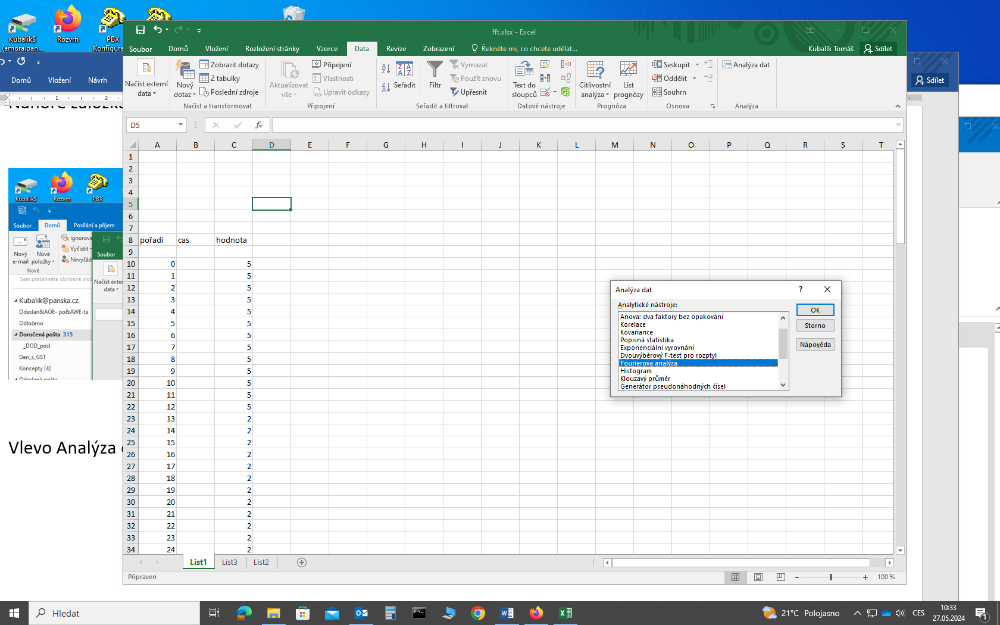 Kubalik$
(amora.pan...
Rozvrh
PBX
Konfigura
fft.xlsx - Excel
Soubor
Domů
Vložení
Rozložení stránky
Vzorce
Data
Revize
Zobrazení
Řekněte mi, co chcete udělat...
Kubalík Tomáš
Sdílet
Načíst externí
data
Nový
dotaz
Zobrazit dotazy
Z tabulky
Poslední zdroje
Načíst a transformovat
Aktualizovat
vše
Připojení
Vlastnosti
Upravit odkazy
Připojení
Seřadit
Filtr
Vymazat
Použít znovu
Upřesnit
Seřadit a filtrovat
Text do
sloupců
Datové nástroje
Citlivostní
analýza
List
prognózy
Prognóza
Seskupit
Oddělit
Souhrn
Osnova
Analýza dat
Analýza
Domů
Vložení
Návrh
Sdílet
1
2
D5
fx
A B C D E F G H I J K L M N O P Q R S T
1
2
3
4
5
6
7
8 pořadí cas hodnota
9
10 0 5
11 1 5
12 2 5
13 3 5
14 4 5
15 5 5
16 6 5
17 7 5
18 8 5
19 9 5
20 10 5
21 11 5
22 12 5
23 13 2
24 14 2
25 15 2
26 16 2
27 17 2
28 18 2
29 19 2
30 20 2
31 21 2
32 22 2
33 23 2
34 24 2
Analýza dat
?
Analytické nástroje:
Anova: dva faktory bez opakování
Korelace
Kovariance
Popisná statistika
Exponenciální vyrovnání
Dvouvýběrový F-test pro rozptyl
Fourierova analýza
Histogram
Klouzavý průměr
Generátor pseudonáhodných čísel
OK
Storno
Nápověda
Kubalik$
Rozvrh
PBX
Soubor
Domů
Posílání a příjem
Nový
e-mail
Nové
položky
Nové
Ignorova
Vyčistit
Nevyžád
Soubor
Načíst exte
data
Sem přetáhněte oblíbené slož
Kubalik@panska.cz
Odeslan&AOE- po&AWE-ta
Odloženo
Doručená pošta 315
_DOD_posl
Den_s_GST
Koncepty [4]
Vlevo Analýza
List1
List3
List2
Připraven
100 %
Hledat
21°C Polojasno
CES
10:33
27.05.2024
1